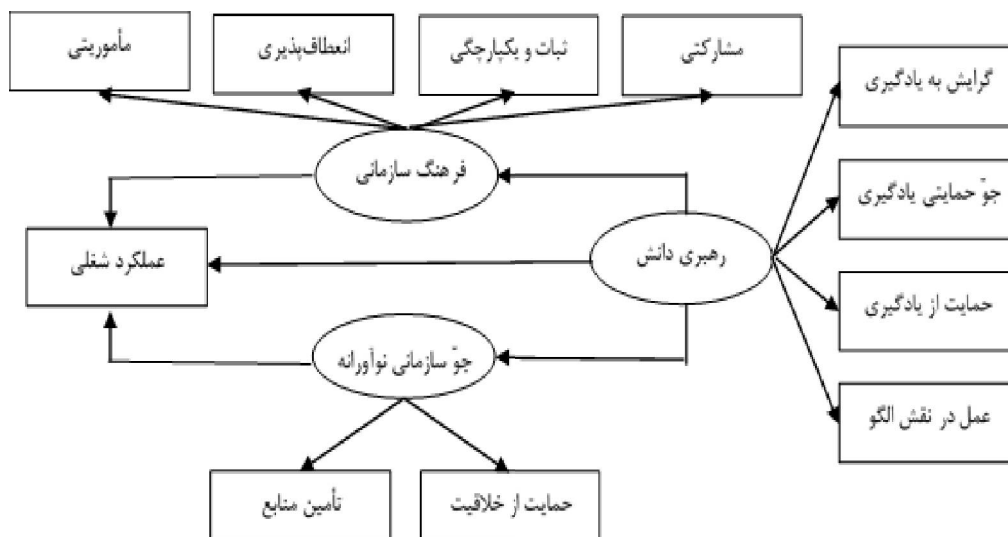 مشارکتی
ثبات و یکپارچگی
انعطاف‌پذیری
مأموریتی
گرایش به یادگیری
فرهنگ سازمانی
جوّ حمایتی یادگیری
رهبری دانش
عملکرد شغلی
حمایت از یادگیری
جوّ سازمانی نوآورانه
عمل در نقش الگو
حمایت از خلاقیت
تأمین منابع